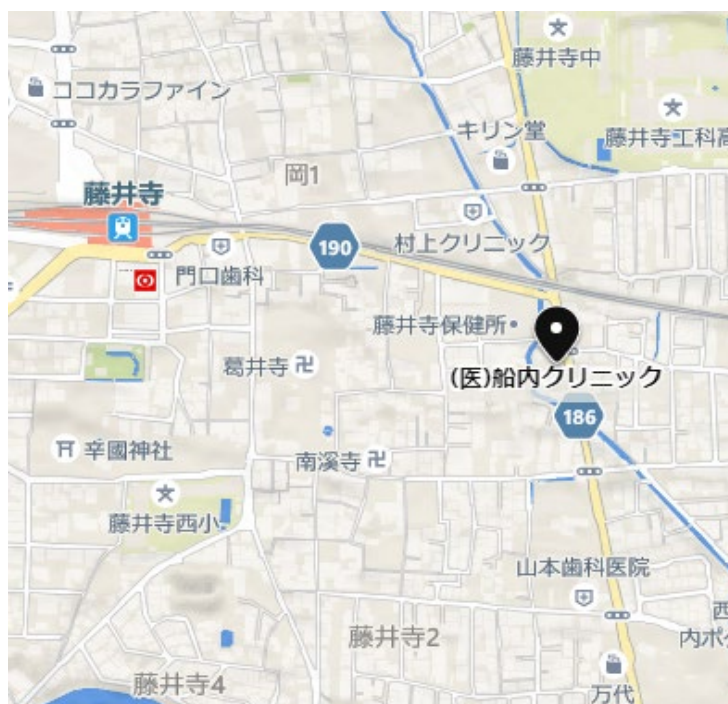 藤井寺中
ココカラファイン
キリン堂
藤井寺工科高
岡1
藤井寺
190
村上クリニック
門口歯科
藤井寺保健所
葛井寺
(医)船内クリニック
186
辛國神社
南溪寺
藤井寺西小
山本歯科医院
西
内ポ
藤井寺2
藤井寺4
万代